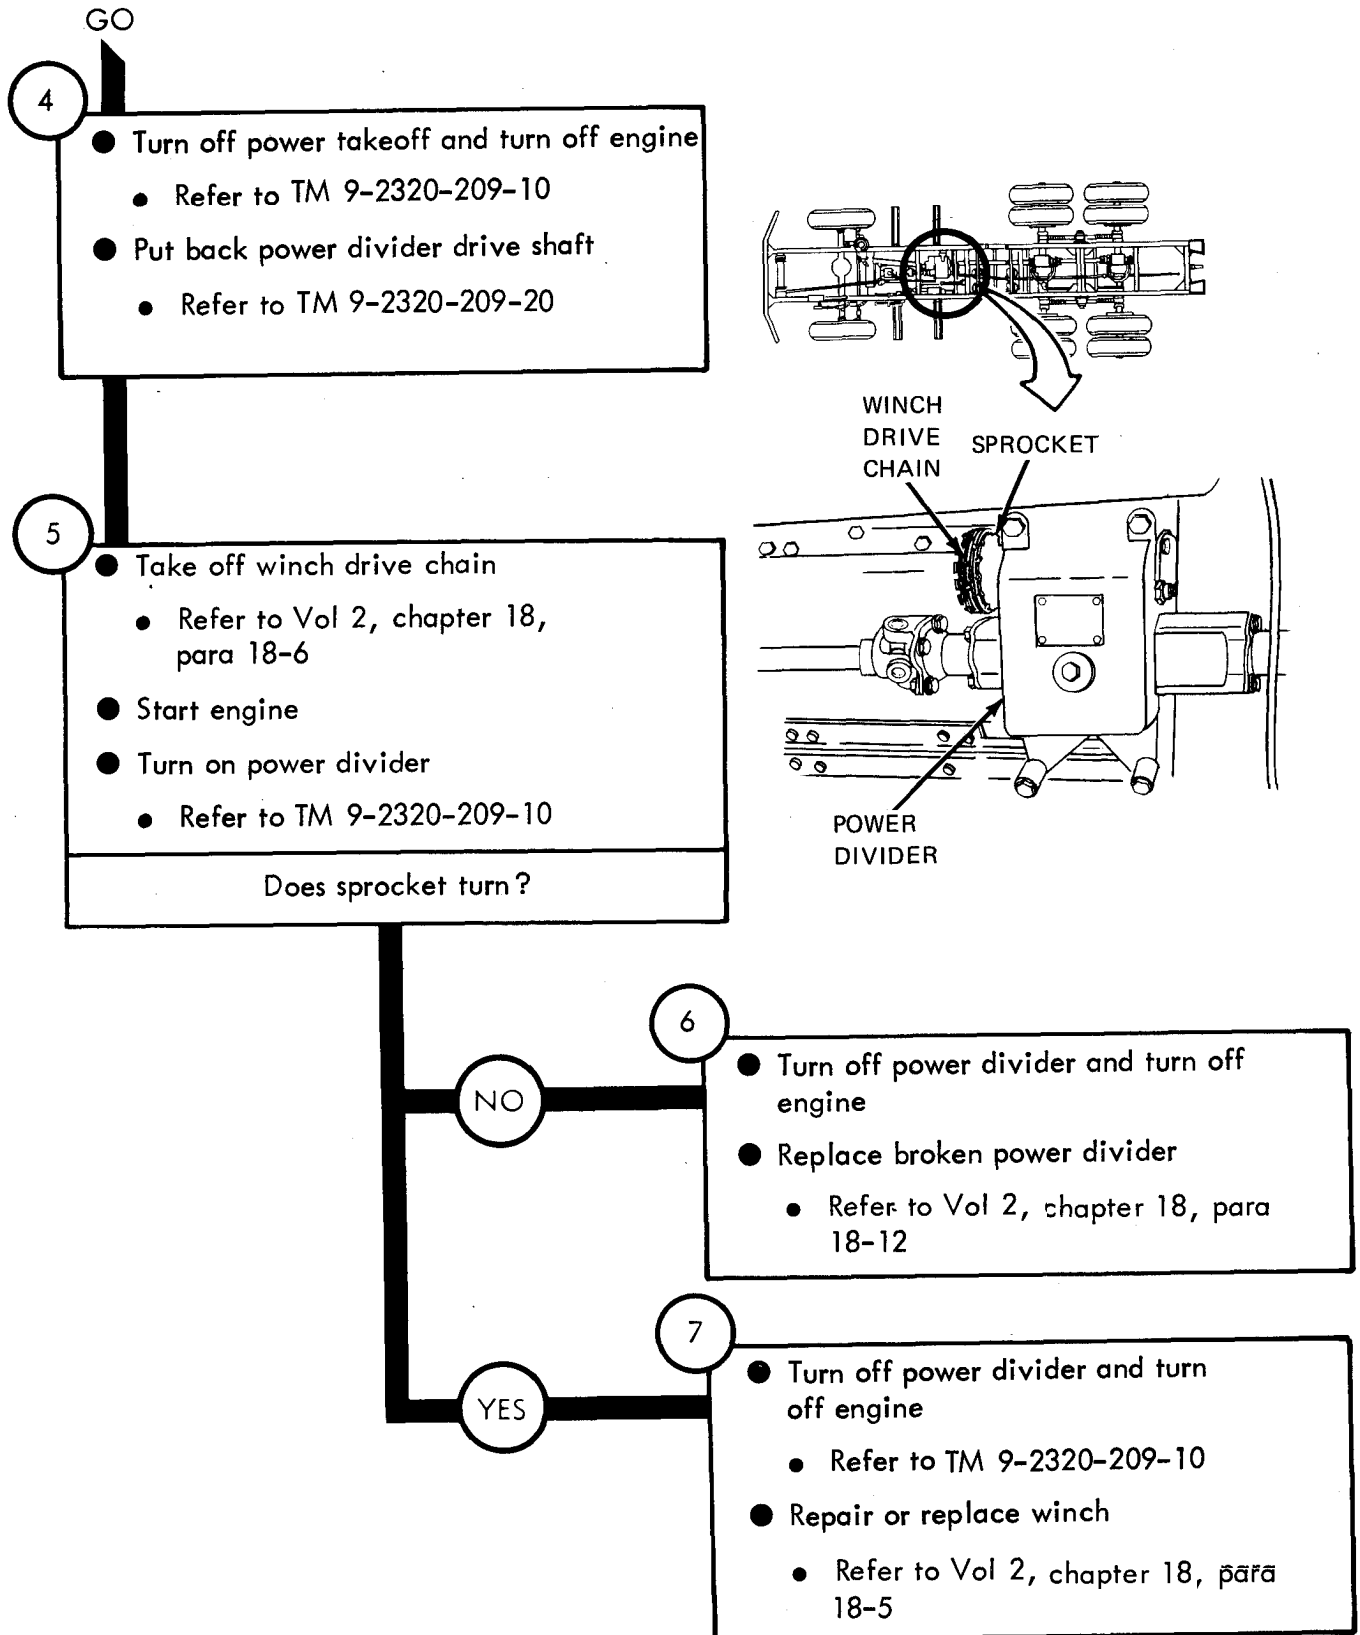 GO
4
● Turn off power takeoff and turn off engine
● Refer to TM 9-2320-209-10
● Put back power divider drive shaft
● Refer to TM 9-2320-209-20
WINCH
DRIVE
CHAIN
SPROCKET
5
● Take off winch drive chain
● Refer to Vol 2, chapter 18,
para 18-6
● Start engine
● Turn on power divider
● Refer to TM 9-2320-209-10
Does sprocket turn?
POWER
DIVIDER
NO
6
● Turn off power divider and turn off
engine
● Replace broken power divider
● Refer to Vol 2, chapter 18, para
18-12
YES
7
● Turn off power divider and turn
off engine
● Refer to TM 9-2320-209-10
● Repair or replace winch
● Refer to Vol 2, chapter 18, para
18-5